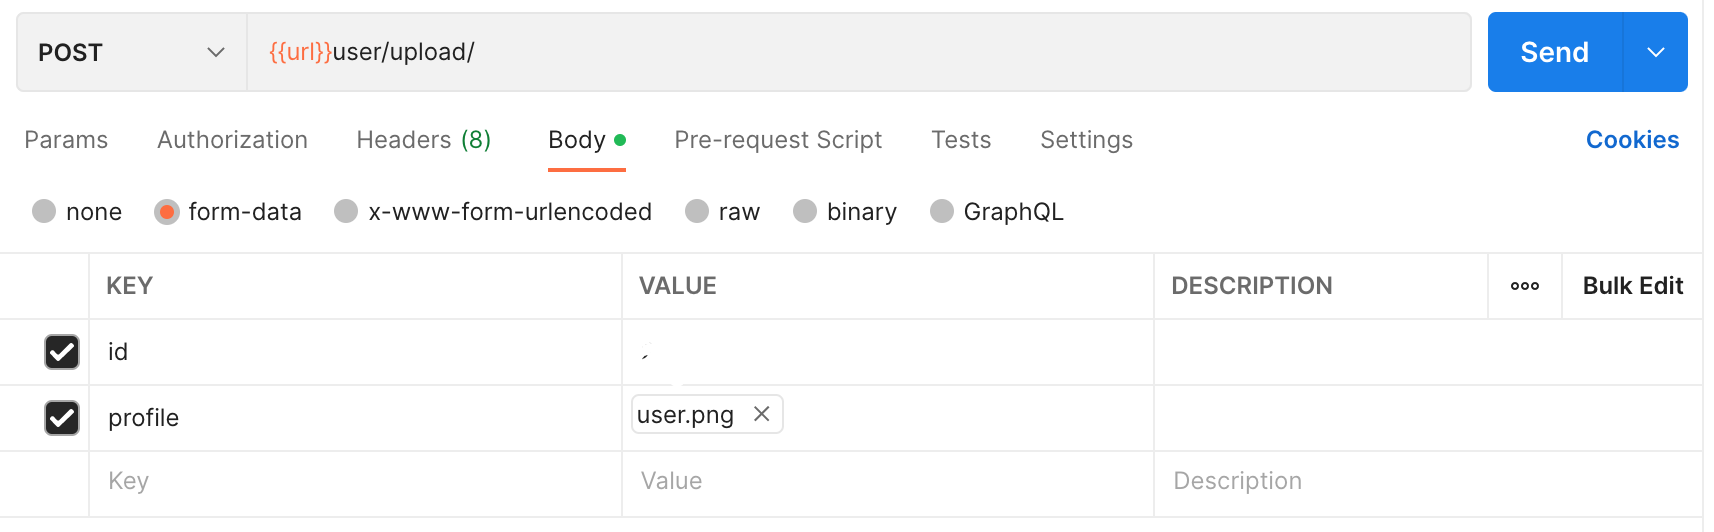 POST {{url}}user/upload/ Send
Params Authorization Headers (8) Body Pre-request Script Tests Settings Cookies
none form-data x-www-form-urlencoded raw binary GraphQL
KEY VALUE DESCRIPTION ooo Bulk Edit
id
profile user.png
Key Value Description